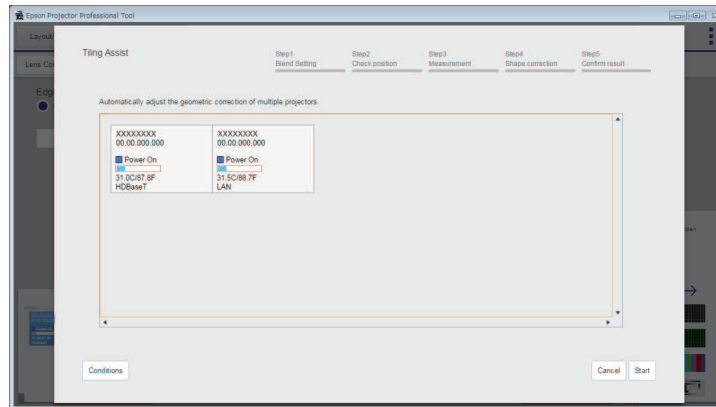 Epson Projector Professional Tool
Layout
Tiling Assist
Step1
Blend Setting
Step2
Check position
Step3
Measurement
Step4
Shape correction
Step5
Confirm result
Lens Cor
Edg
Automatically adjust the geometric correction of multiple projectors.
XXXXXXXX
00.00.000.000
Power On
31.0C/87.8F
HDBaseT
XXXXXXXX
00.00.000.000
Power On
31.5C/88.7F
LAN
Conditions
Cancel
Start